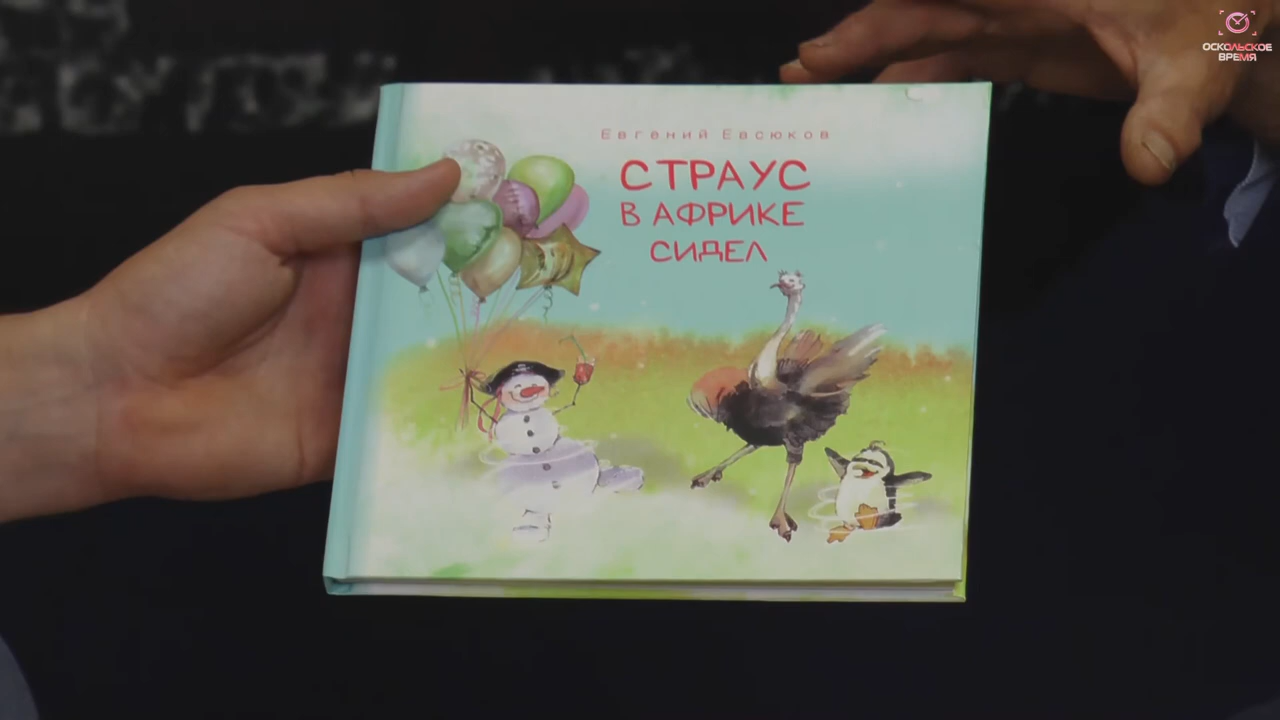 Евгений Евсюков
СТРАУС
В АФРИКЕ
СИДЕЛ
ОСКОЛЬСКОЕ
ВРЕМЯ